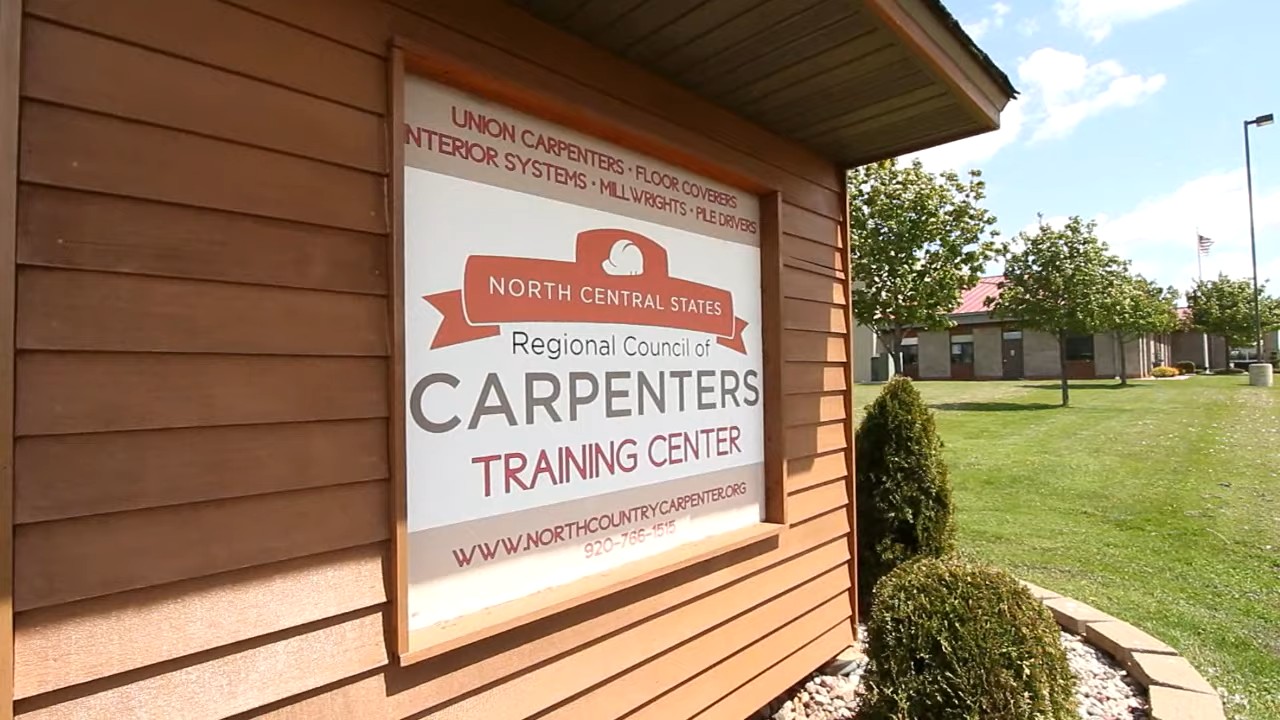 UNION CARPENTERS · FLOOR COVERERS
INTERIOR SYSTEMS · MILLWRIGHTS · PILE DRIVERS
NORTH CENTRAL STATES
Regional Council of
CARPENTERS
TRAINING CENTER
WWW.NORTHCOUNTRYCARPENTER.ORG
920-766-1515